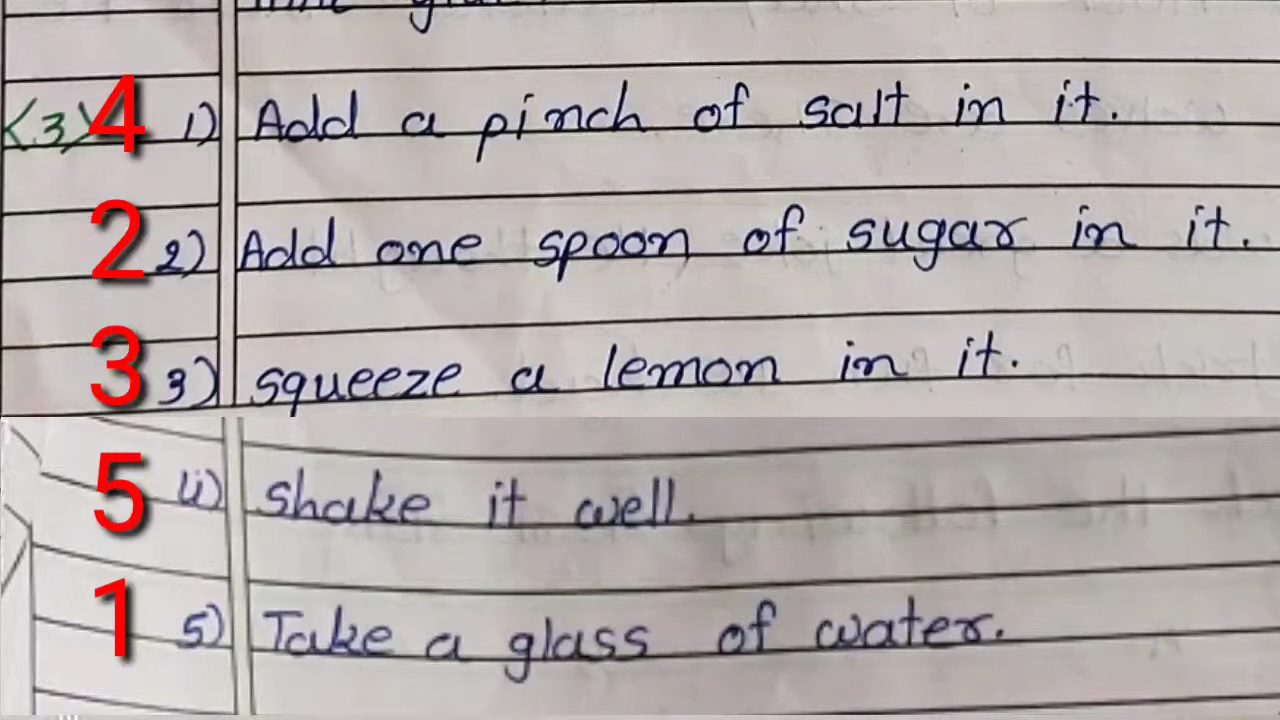 <3> 4 1) Add a pinch of salt in it.
2 2) Add one spoon of sugar in it.
3 3) squeeze a lemon in it.
5 4) Shake it well.
1 5) Take a glass of water.